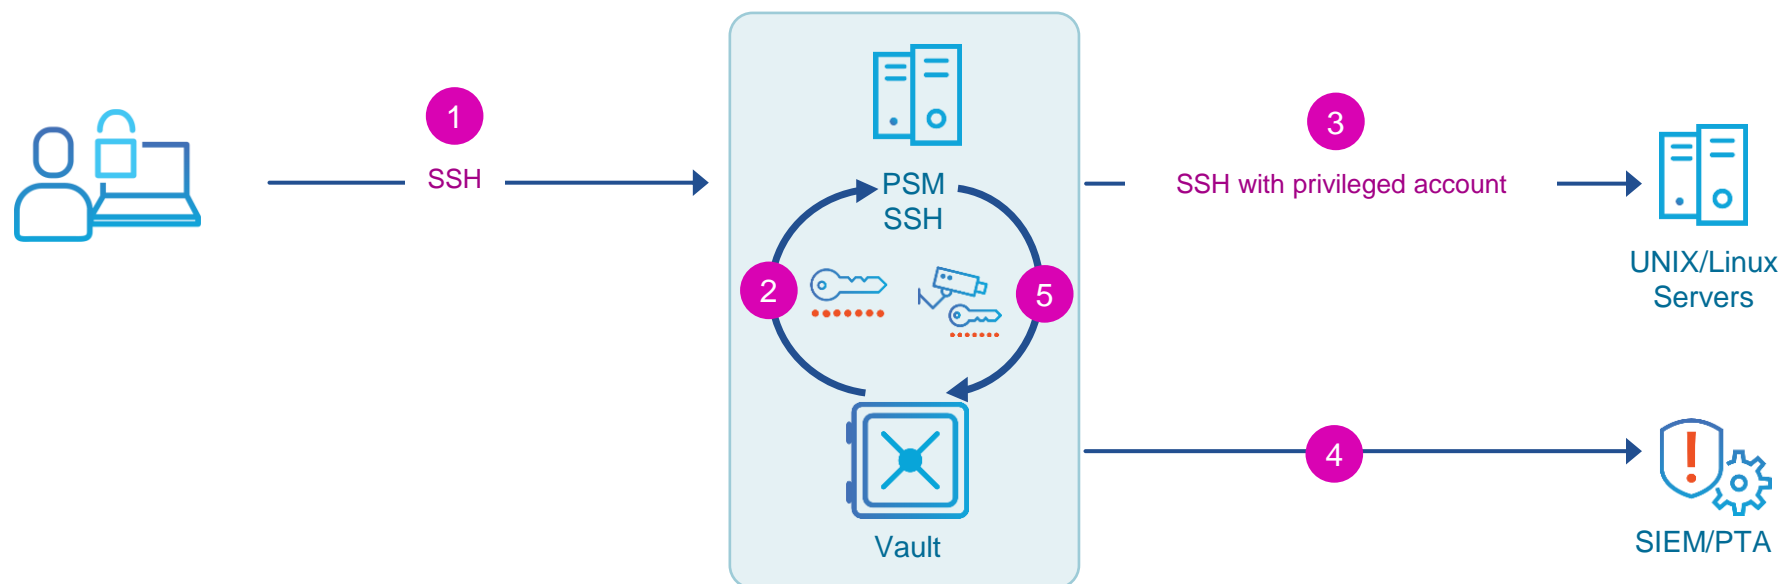 1
SSH
PSM
SSH
2
5
Vault
3
SSH with privileged account
UNIX/Linux
Servers
4
SIEM/PTA